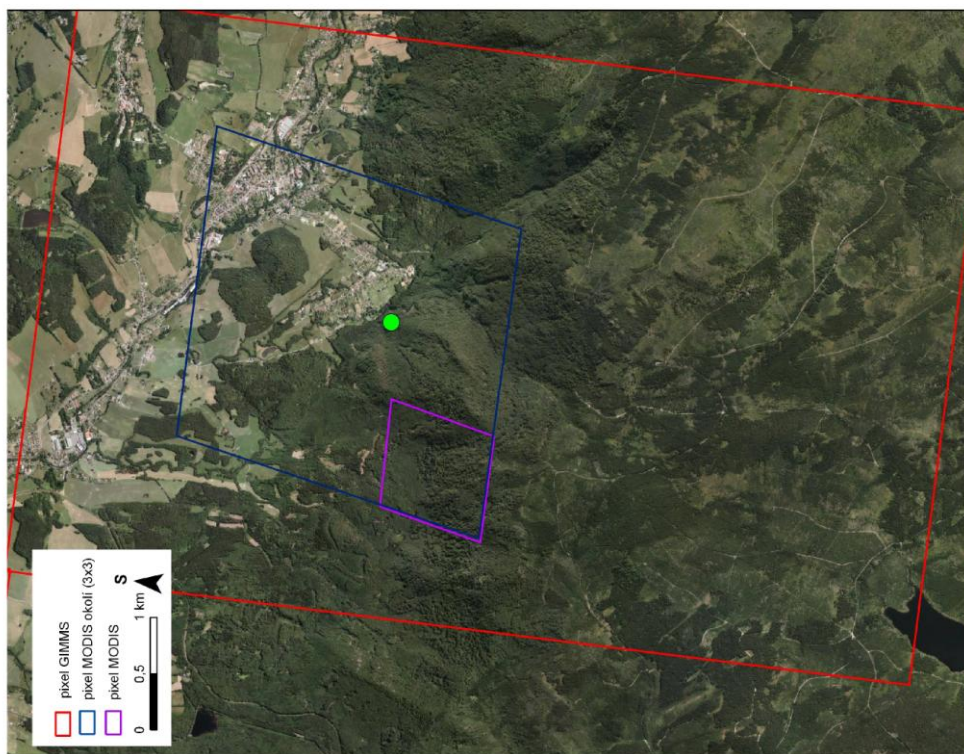 pixel GIMMS
pixel MODIS okolí (3x3)
pixel MODIS
S
0 0.5 1 km